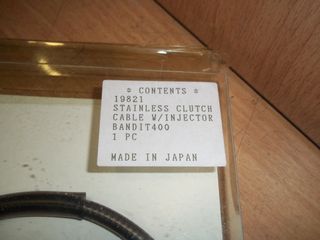 * CONTENTS *
19821
STAINLESS CLUTCH
CABLE W/INJECTOR
BANDIT400
1 PC
MADE IN JAPAN